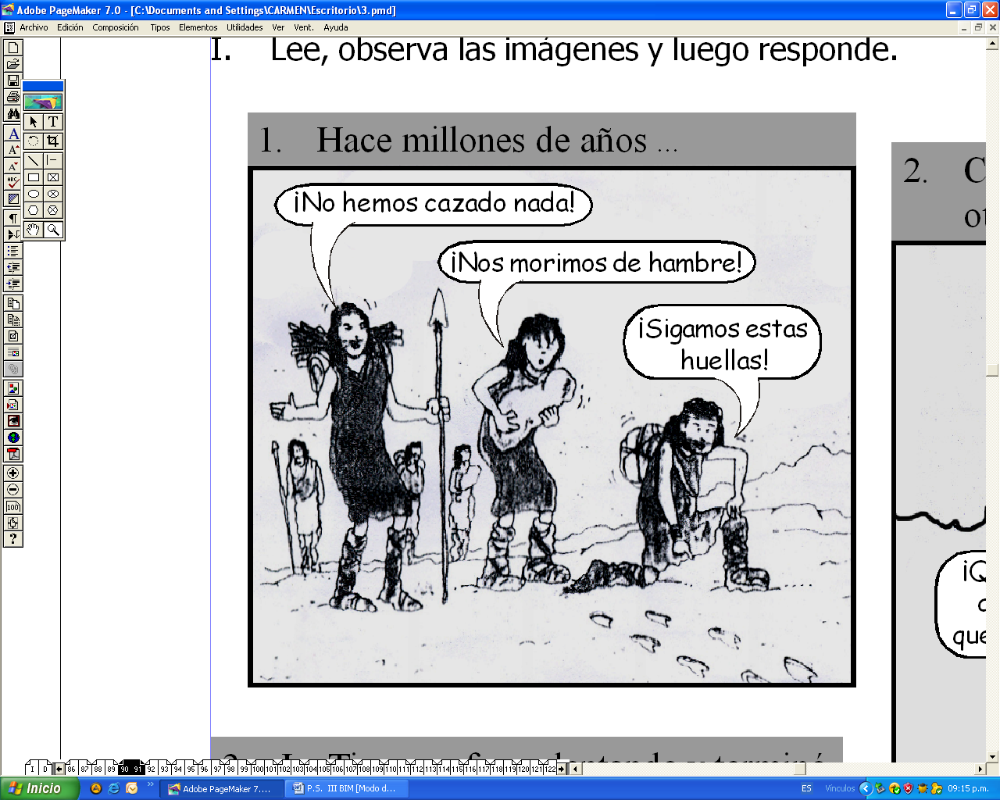 Adobe PageMaker 7.0 - [C:\Documents and Settings\CARMEN\Escritorio\3.pmd]
Archivo Edición Composición Tipos Elementos Utilidades Ver Vent. Ayuda
I. Lee, observa las imágenes y luego responde.
1. Hace millones de años ...
¡No hemos cazado nada!
¡Nos morimos de hambre!
¡Sigamos estas
huellas!
2. C
ot
¡Q
que
I D 86 87 88 89 90 91 92 93 94 95 96 97 98 99 100 101 102 103 104 105 106 107 108 109 110 111 112 113 114 115 116 117 118 119 120 121 122
Inicio
Adobe PageMaker 7....
P.S. III BIM [Modo d...
ES
Vínculos
09:15 p.m.